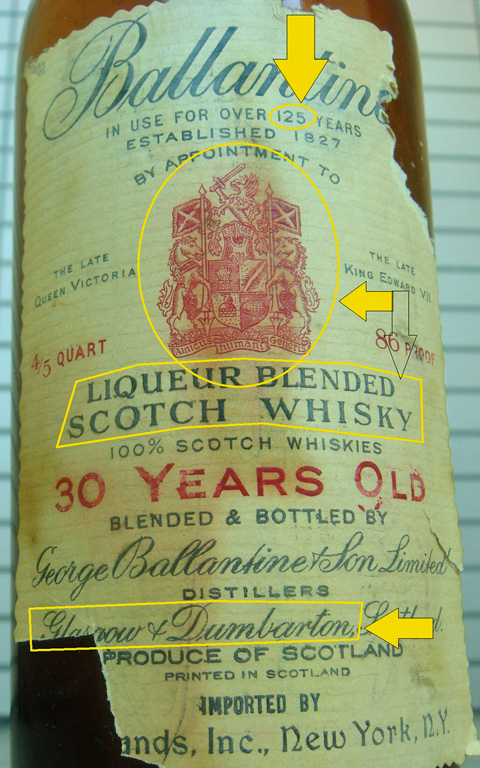 Ballantine
IN USE FOR OVER 125 YEARS
ESTABLISHED 1827
BY APPOINTMENT TO
THE LATE
QUEEN VICTORIA
THE LATE
KING EDWARD VII
Amicus Humani Generis
4/5 QUART
86 PROOF
LIQUEUR BLENDED
SCOTCH WHISKY
100% SCOTCH WHISKIES
30 YEARS OLD
BLENDED & BOTTLED BY
George Ballantine & Son Limited
DISTILLERS
Glasgow & Dumbarton,
PRODUCE OF SCOTLAND
PRINTED IN SCOTLAND
IMPORTED BY
ands, Inc., New York, N.Y.